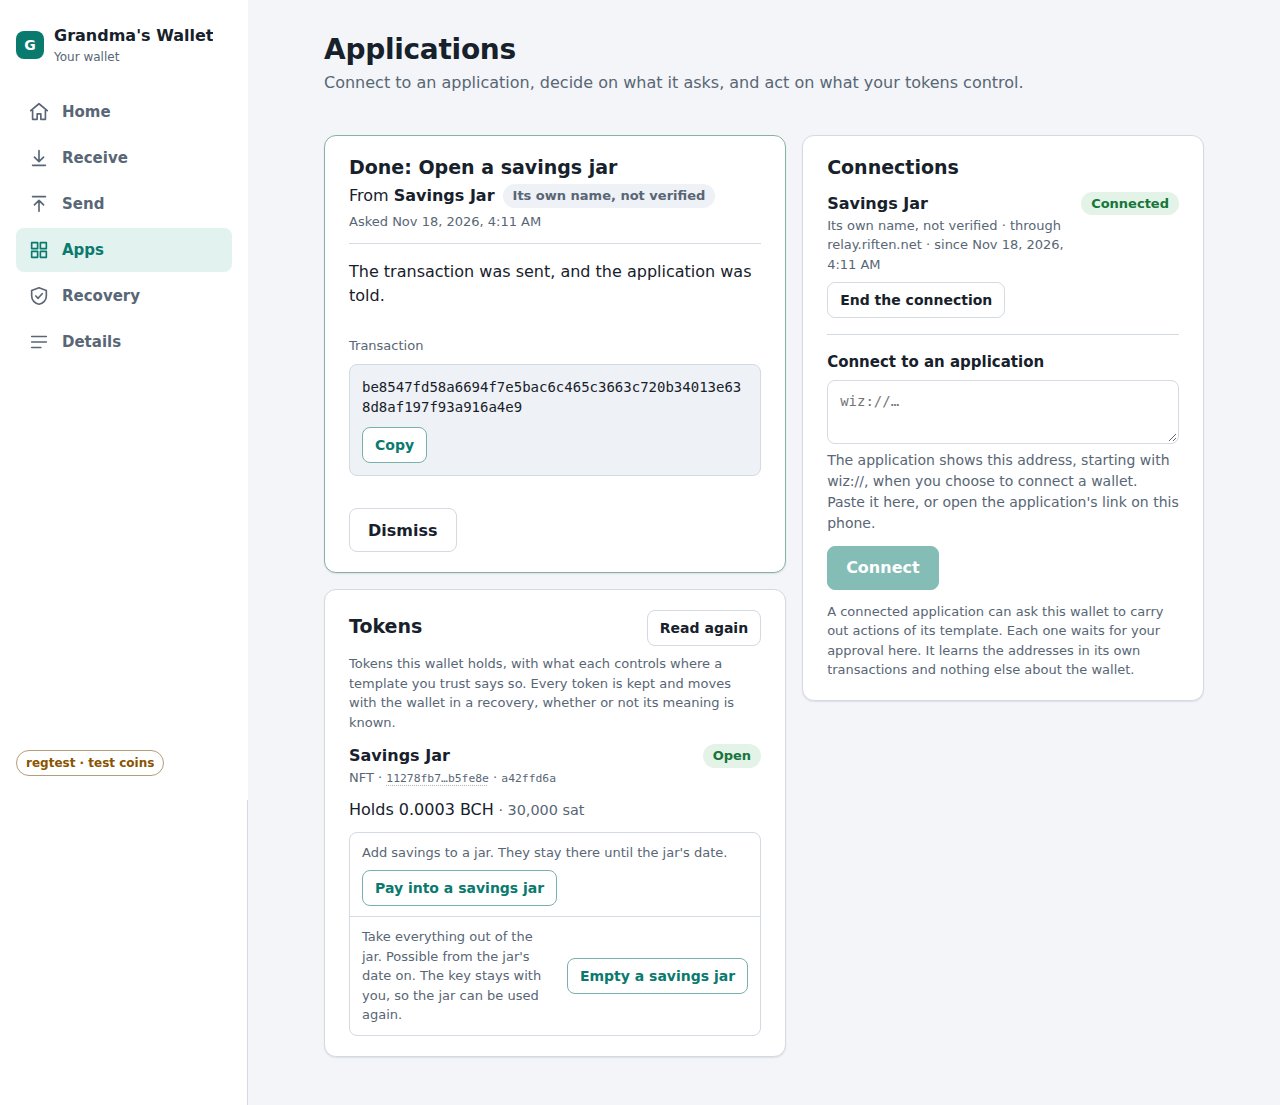 G
Grandma's Wallet
Your wallet
Home
Receive
Send
Apps
Recovery
Details
regtest · test coins
Applications
Connect to an application, decide on what it asks, and act on what your tokens control.
Done: Open a savings jar
From Savings Jar Its own name, not verified
Asked Nov 18, 2026, 4:11 AM
The transaction was sent, and the application was
told.
Transaction
be8547fd58a6694f7e5bac6c465c3663c720b34013e63
8d8af197f93a916a4e9
Copy
Dismiss
Tokens
Read again
Tokens this wallet holds, with what each controls where a
template you trust says so. Every token is kept and moves
with the wallet in a recovery, whether or not its meaning is
known.
Savings Jar
Open
NFT · 11278fb7…b5fe8e · a42ffd6a
Holds 0.0003 BCH · 30,000 sat
Add savings to a jar. They stay there until the jar's date.
Pay into a savings jar
Take everything out of the
jar. Possible from the jar's
date on. The key stays with
you, so the jar can be used
again.
Empty a savings jar
Connections
Savings Jar
Connected
Its own name, not verified · through
relay.riften.net · since Nov 18, 2026,
4:11 AM
End the connection
Connect to an application
wiz://…
The application shows this address, starting with
wiz://, when you choose to connect a wallet.
Paste it here, or open the application's link on this
phone.
Connect
A connected application can ask this wallet to carry
out actions of its template. Each one waits for your
approval here. It learns the addresses in its own
transactions and nothing else about the wallet.